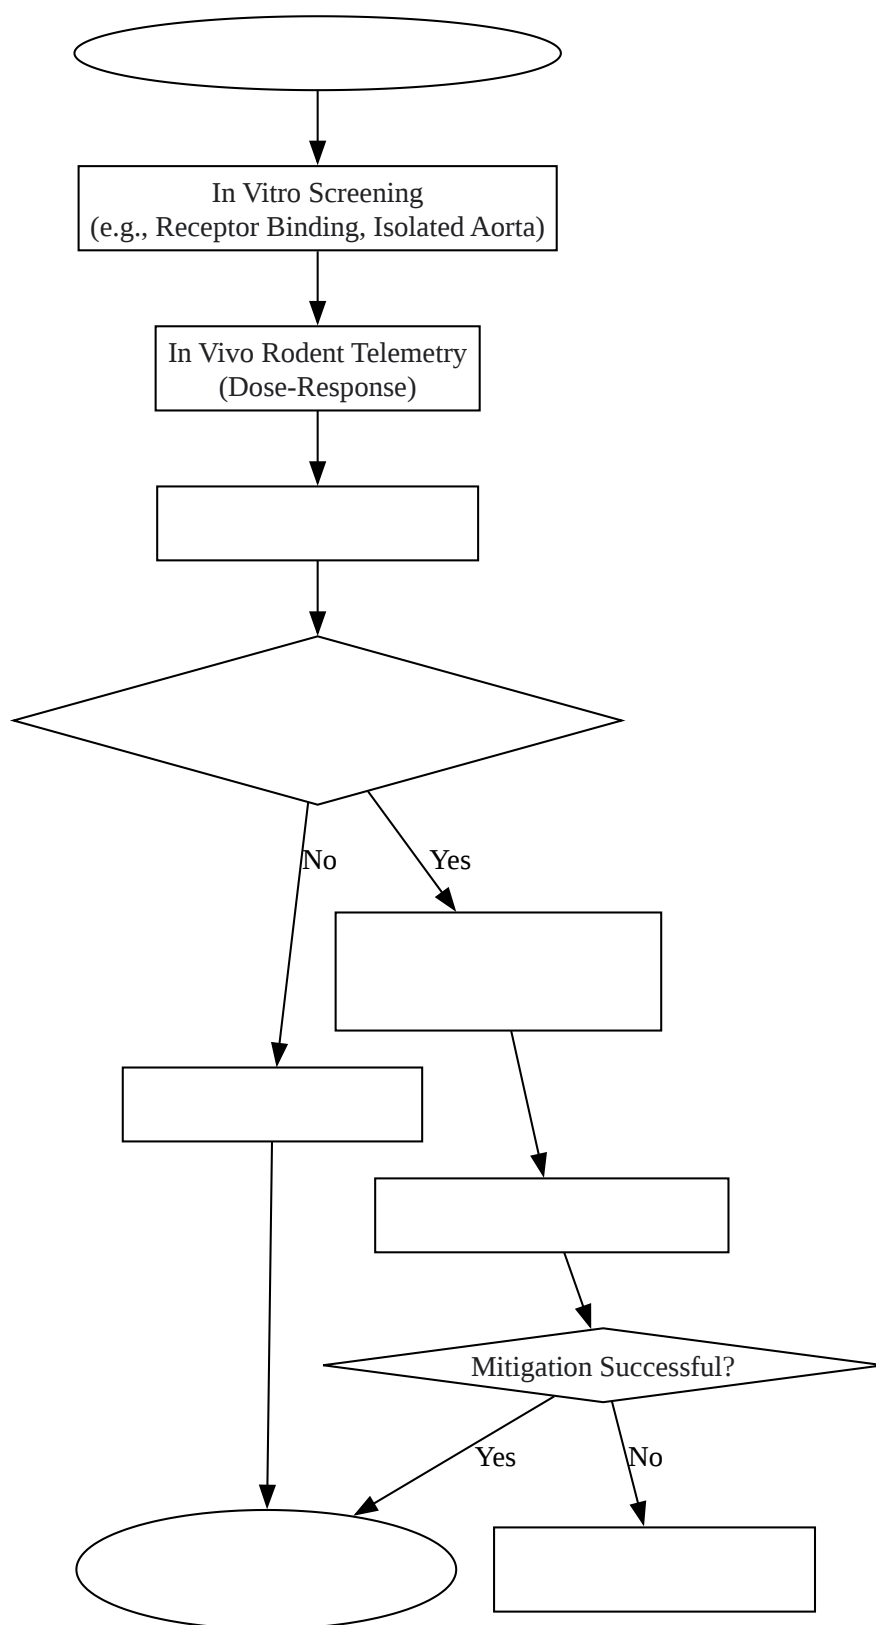 In Vitro Screening
(e.g., Receptor Binding, Isolated Aorta)
In Vivo Rodent Telemetry
(Dose-Response)
No
Yes
Mitigation Successful?
Yes
No